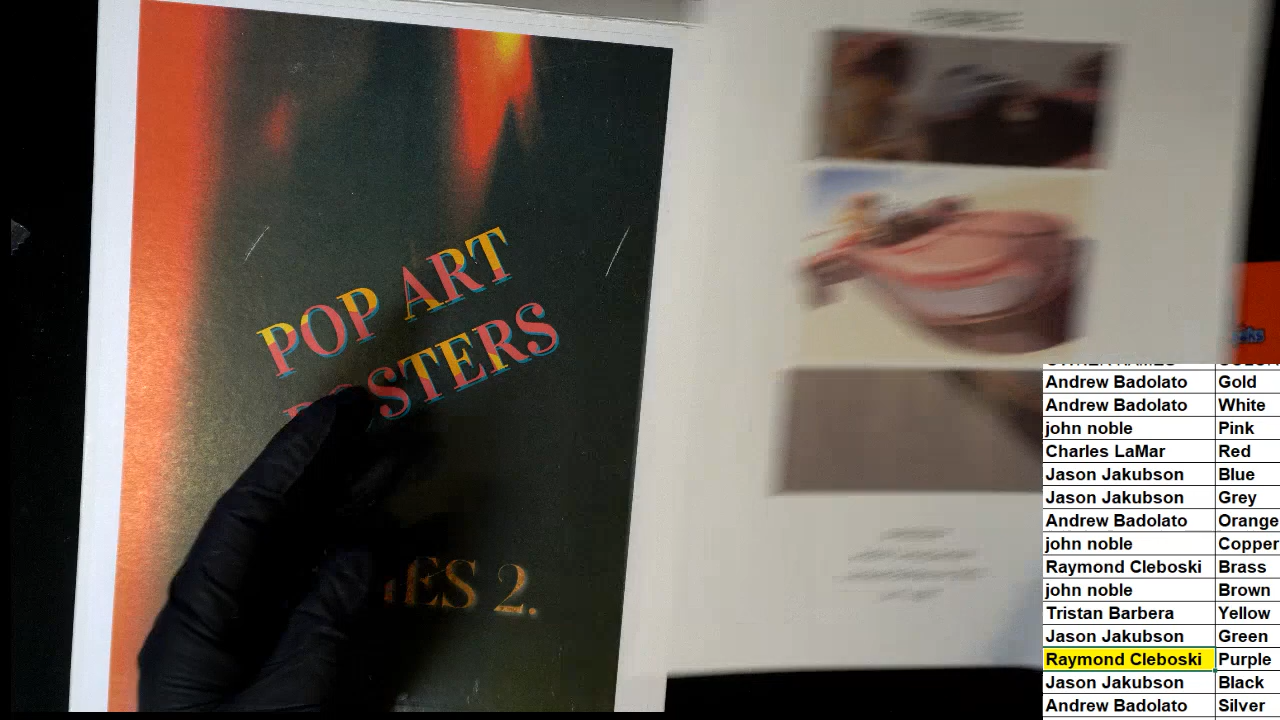 POP ART
POSTERS
2.
Andrew Badolato Gold
Andrew Badolato White
john noble Pink
Charles LaMar Red
Jason Jakubson Blue
Jason Jakubson Grey
Andrew Badolato Orange
john noble Copper
Raymond Cleboski Brass
john noble Brown
Tristan Barbera Yellow
Jason Jakubson Green
Raymond Cleboski Purple
Jason Jakubson Black
Andrew Badolato Silver